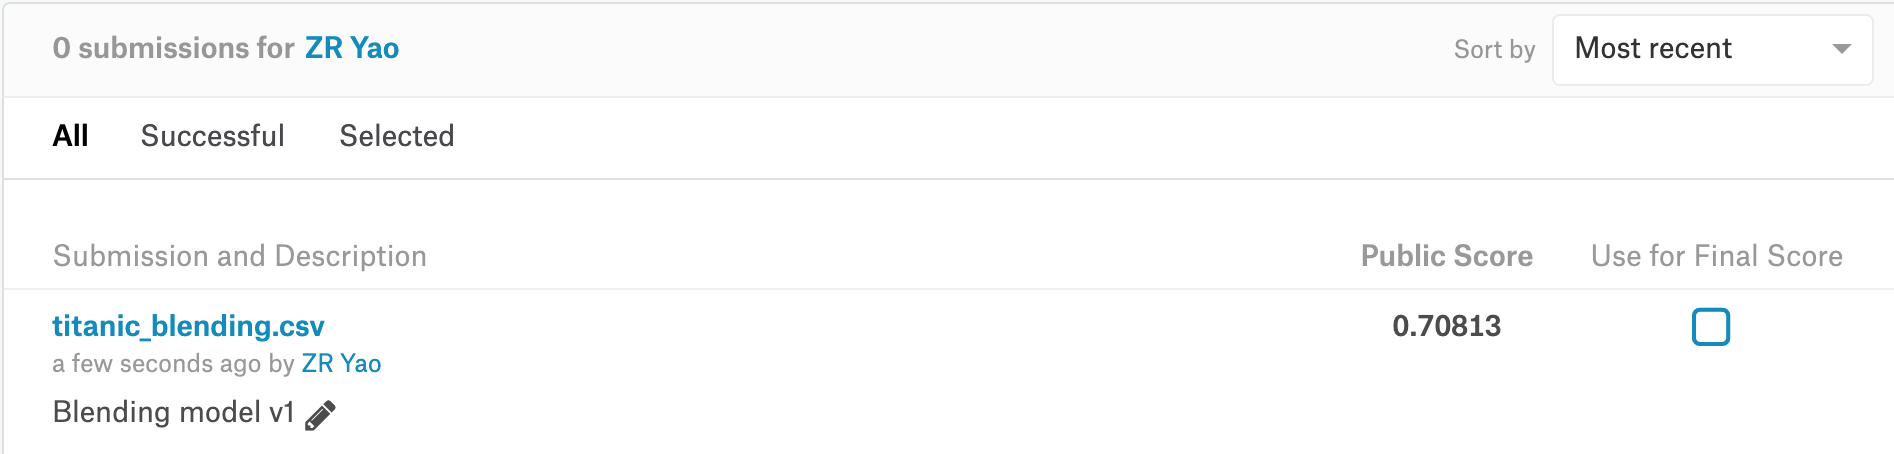 0 submissions for ZR Yao
Sort by Most recent
All Successful Selected
Submission and Description Public Score Use for Final Score
titanic_blending.csv 0.70813
a few seconds ago by ZR Yao
Blending model v1